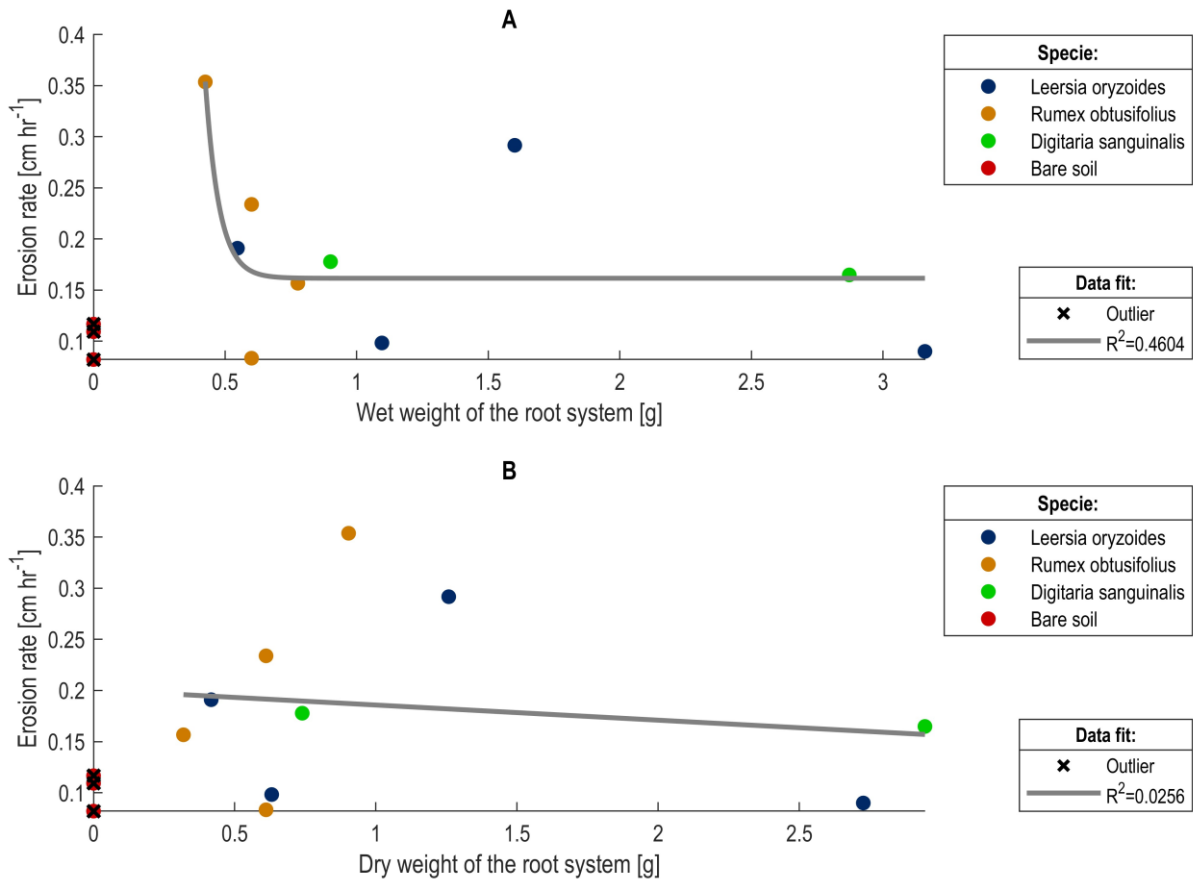 A
0.4
0.35
0.3
0.25
0.2
0.15
0.1
Erosion rate [cm hr⁻¹]
0
0.5
1
1.5
2
2.5
3
Wet weight of the root system [g]
Specie:
Leersia oryzoides
Rumex obtusifolius
Digitaria sanguinalis
Bare soil
Data fit:
Outlier
R²=0.4604
B
0.4
0.35
0.3
0.25
0.2
0.15
0.1
Erosion rate [cm hr⁻¹]
0
0.5
1
1.5
2
2.5
Dry weight of the root system [g]
Specie:
Leersia oryzoides
Rumex obtusifolius
Digitaria sanguinalis
Bare soil
Data fit:
Outlier
R²=0.0256